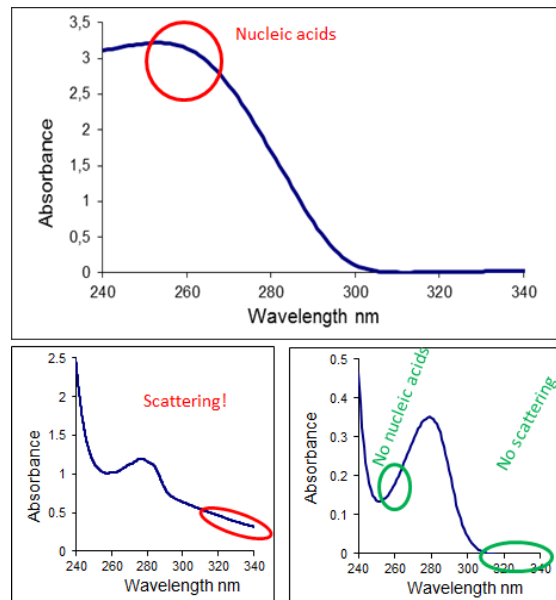 Nucleic acids
3,5
3
2,5
2
1,5
1
0,5
0
Absorbance
240 260 280 300 320 340
Wavelength nm
Scattering!
2.5
2
1.5
1
0.5
0
Absorbance
240 260 280 300 320 340
Wavelength nm
No nucleic acids
No scattering
0.5
0.4
0.3
0.2
0.1
0
Absorbance
240 260 280 300 320 340
Wavelength nm